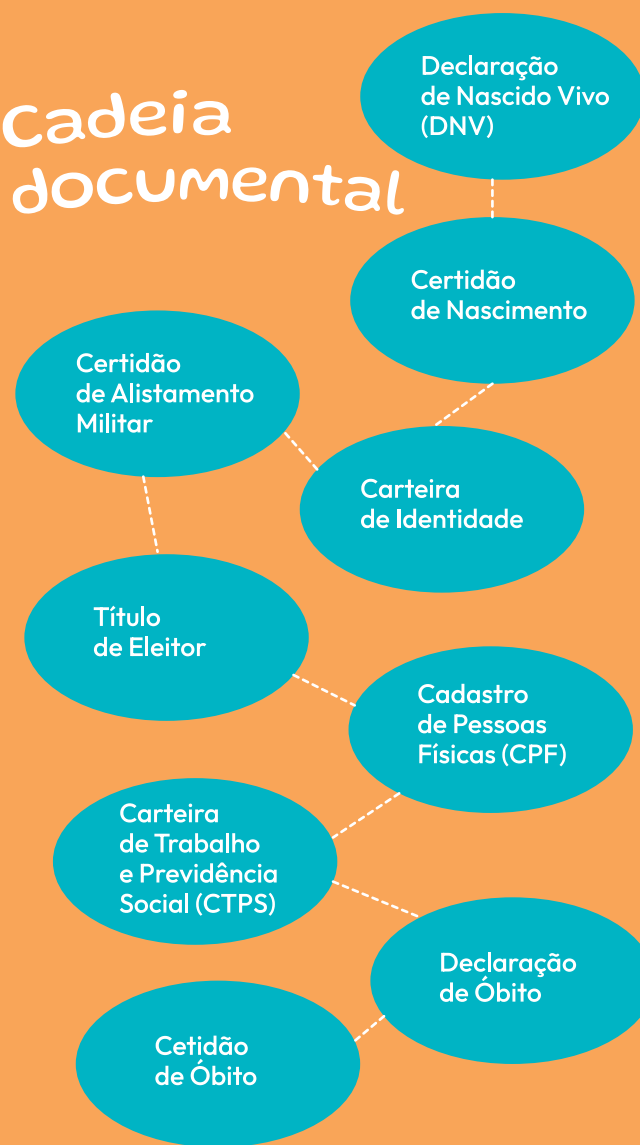 Cadeia
documental
Declaração
de Nascido Vivo
(DNV)
Certidão
de Nascimento
Certidão
de Alistamento
Militar
Carteira
de Identidade
Título
de Eleitor
Cadastro
de Pessoas
Físicas (CPF)
Carteira
de Trabalho
e Previdência
Social (CTPS)
Declaração
de Óbito
Cetidão
de Óbito